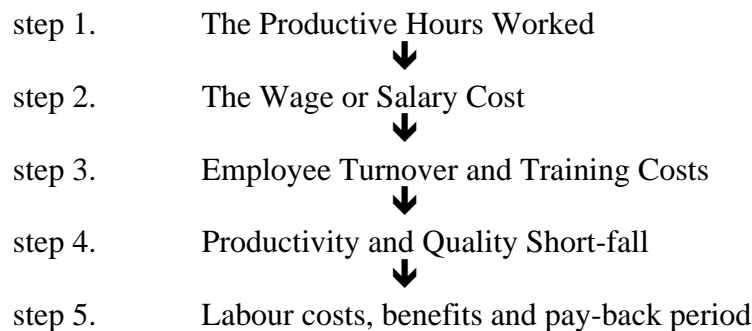 step 1. The Productive Hours Worked
step 2. The Wage or Salary Cost
step 3. Employee Turnover and Training Costs
step 4. Productivity and Quality Short-fall
step 5. Labour costs, benefits and pay-back period